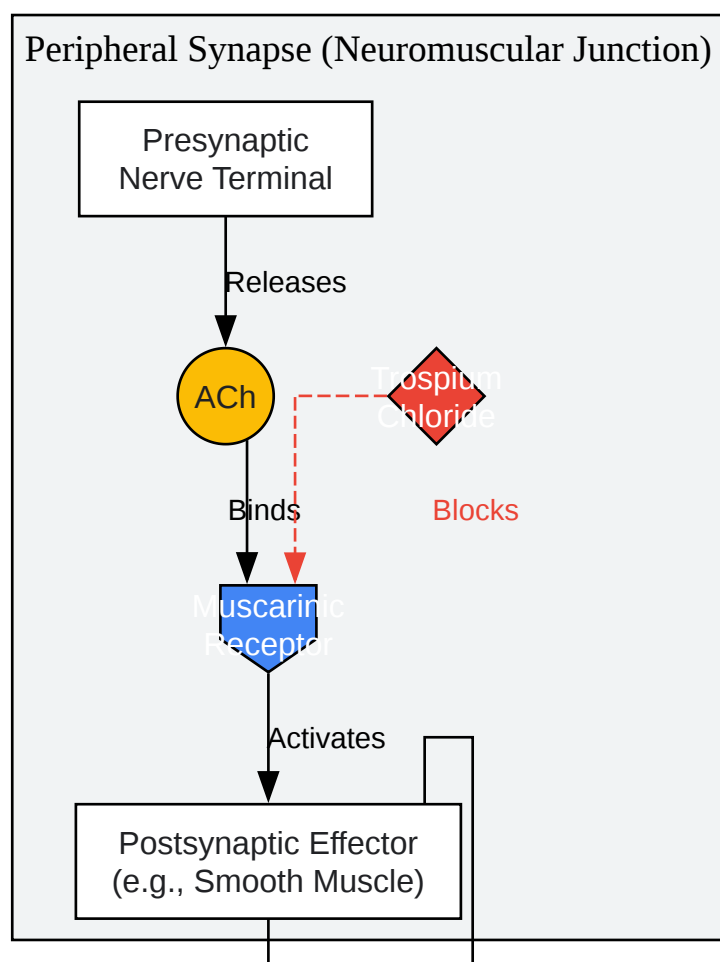 Peripheral Synapse (Neuromuscular Junction)
Presynaptic
Nerve Terminal
Releases
ACh
Trospium
Chloride
Binds
Blocks
Muscarinic
Receptor
Activates
Postsynaptic Effector
(e.g., Smooth Muscle)